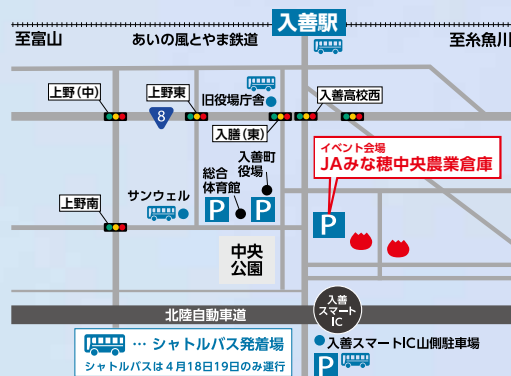 入善駅
至富山
あいの風とやま鉄道
至糸魚川
上野(中)
上野東
旧役場庁舎
入善高校西
8
入膳(東)
イベント会場
JAみな穂中央農業倉庫
入善町
役場
総合
体育館
サンウェル
P
P
上野南
P
中央
公園
入善
スマート
IC
北陸自動車道
… シャトルバス発着場
シャトルバスは4月18日19日のみ運行
入善スマートIC山側駐車場
P